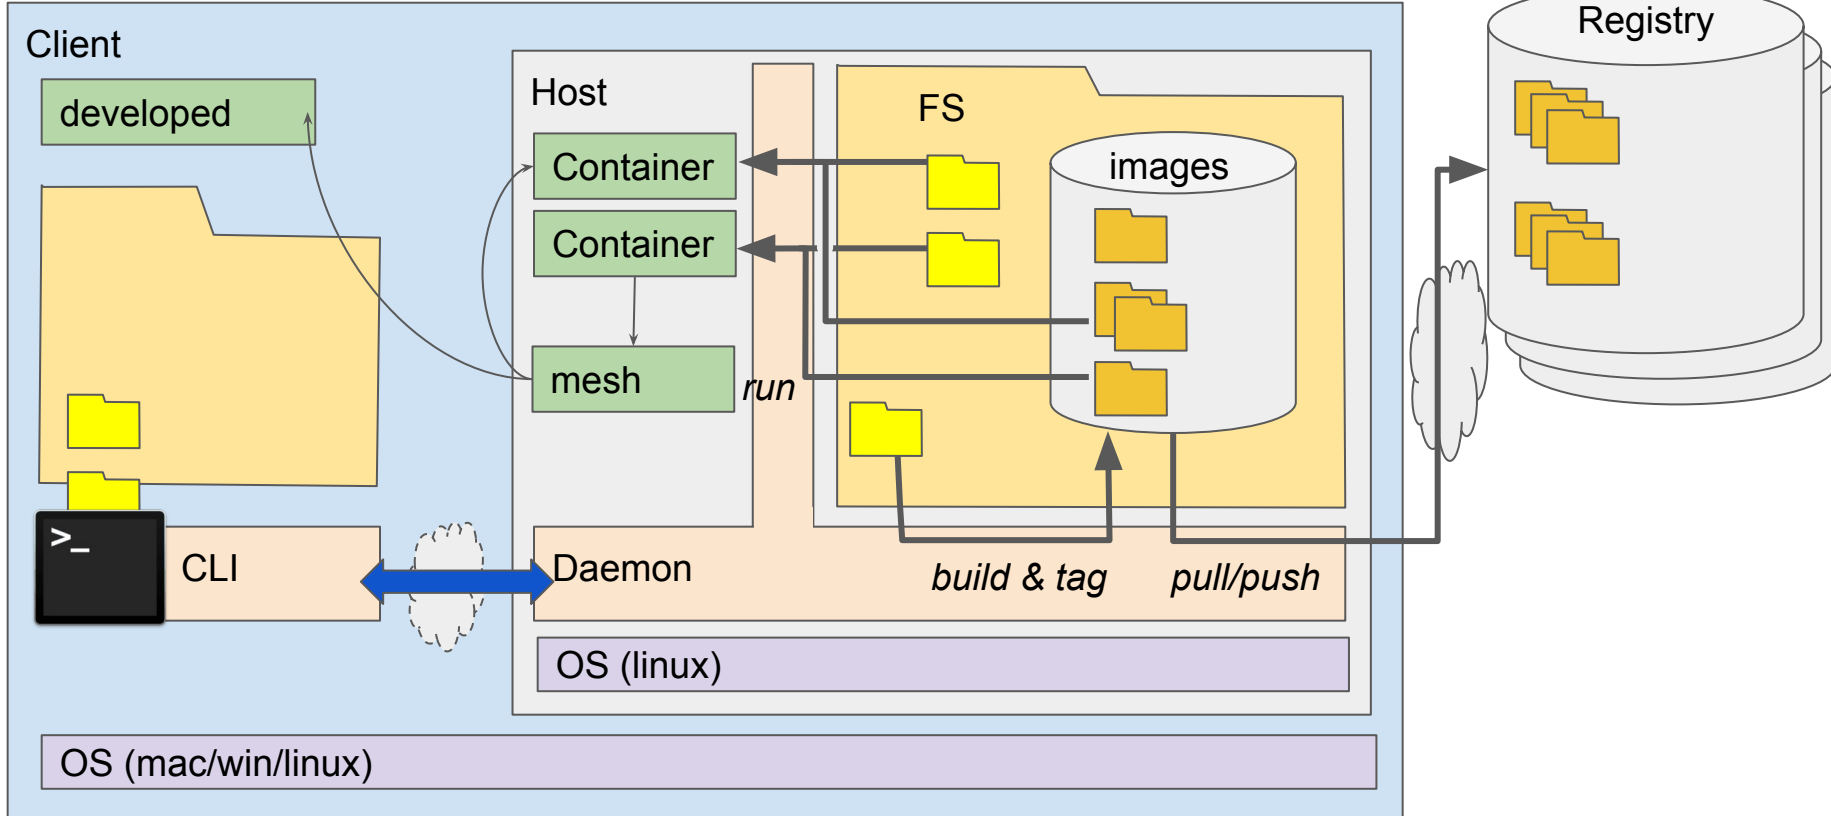 Client
developed
Host
Container
Container
mesh
run
FS
images
Registry
>_
CLI
Daemon
build & tag
pull/push
OS (linux)
OS (mac/win/linux)